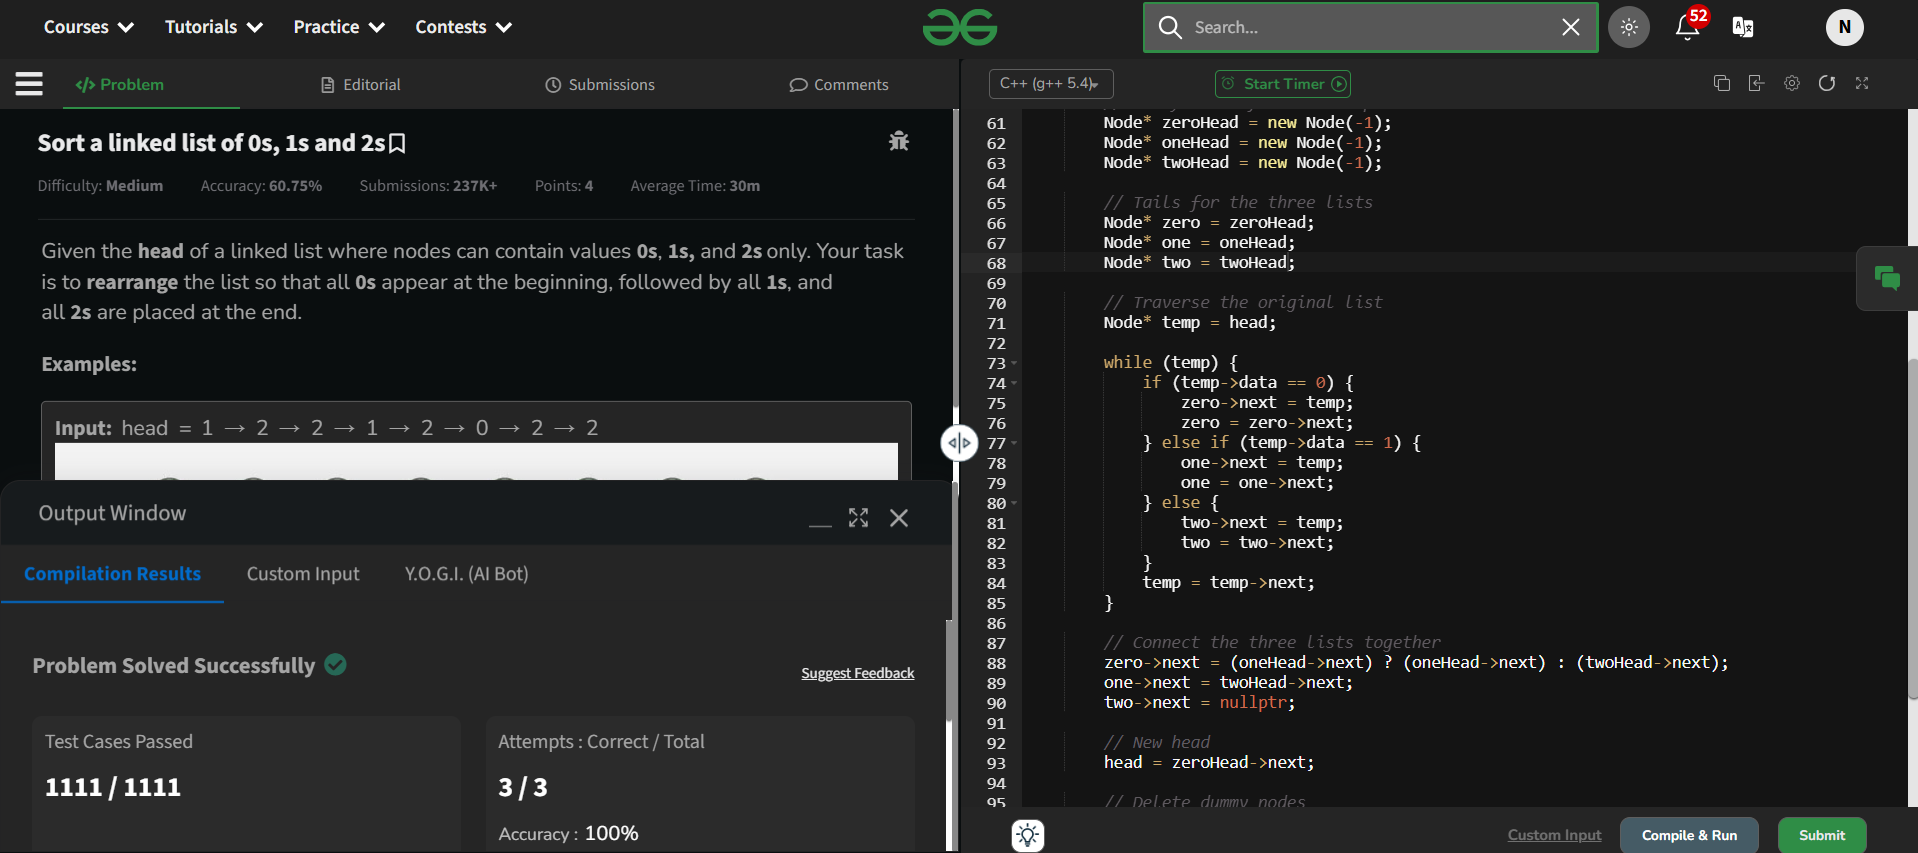 Courses Tutorials Practice Contests
Search...
52
N
</> Problem Editorial Submissions Comments
Sort a linked list of 0s, 1s and 2s
Difficulty: Medium Accuracy: 60.75% Submissions: 237K+ Points: 4 Average Time: 30m
Given the head of a linked list where nodes can contain values 0s, 1s, and 2s only. Your task
is to rearrange the list so that all 0s appear at the beginning, followed by all 1s, and
all 2s are placed at the end.
Examples:
Input: head = 1 → 2 → 2 → 1 → 2 → 0 → 2 → 2
Output Window
Compilation Results Custom Input Y.O.G.I. (AI Bot)
Problem Solved Successfully
Suggest Feedback
Test Cases Passed
1111 / 1111
Attempts : Correct / Total
3 / 3
Accuracy : 100%
C++ (g++ 5.4)
Start Timer
61 Node* zeroHead = new Node(-1);
62 Node* oneHead = new Node(-1);
63 Node* twoHead = new Node(-1);
64
65 // Tails for the three lists
66 Node* zero = zeroHead;
67 Node* one = oneHead;
68 Node* two = twoHead;
69
70 // Traverse the original list
71 Node* temp = head;
72
73 while (temp) {
74 if (temp->data == 0) {
75 zero->next = temp;
76 zero = zero->next;
77 } else if (temp->data == 1) {
78 one->next = temp;
79 one = one->next;
80 } else {
81 two->next = temp;
82 two = two->next;
83 }
84 temp = temp->next;
85 }
86
87 // Connect the three lists together
88 zero->next = (oneHead->next) ? (oneHead->next) : (twoHead->next);
89 one->next = twoHead->next;
90 two->next = nullptr;
91
92 // New head
93 head = zeroHead->next;
94
95 // Delete dummy nodes
Custom Input Compile & Run Submit